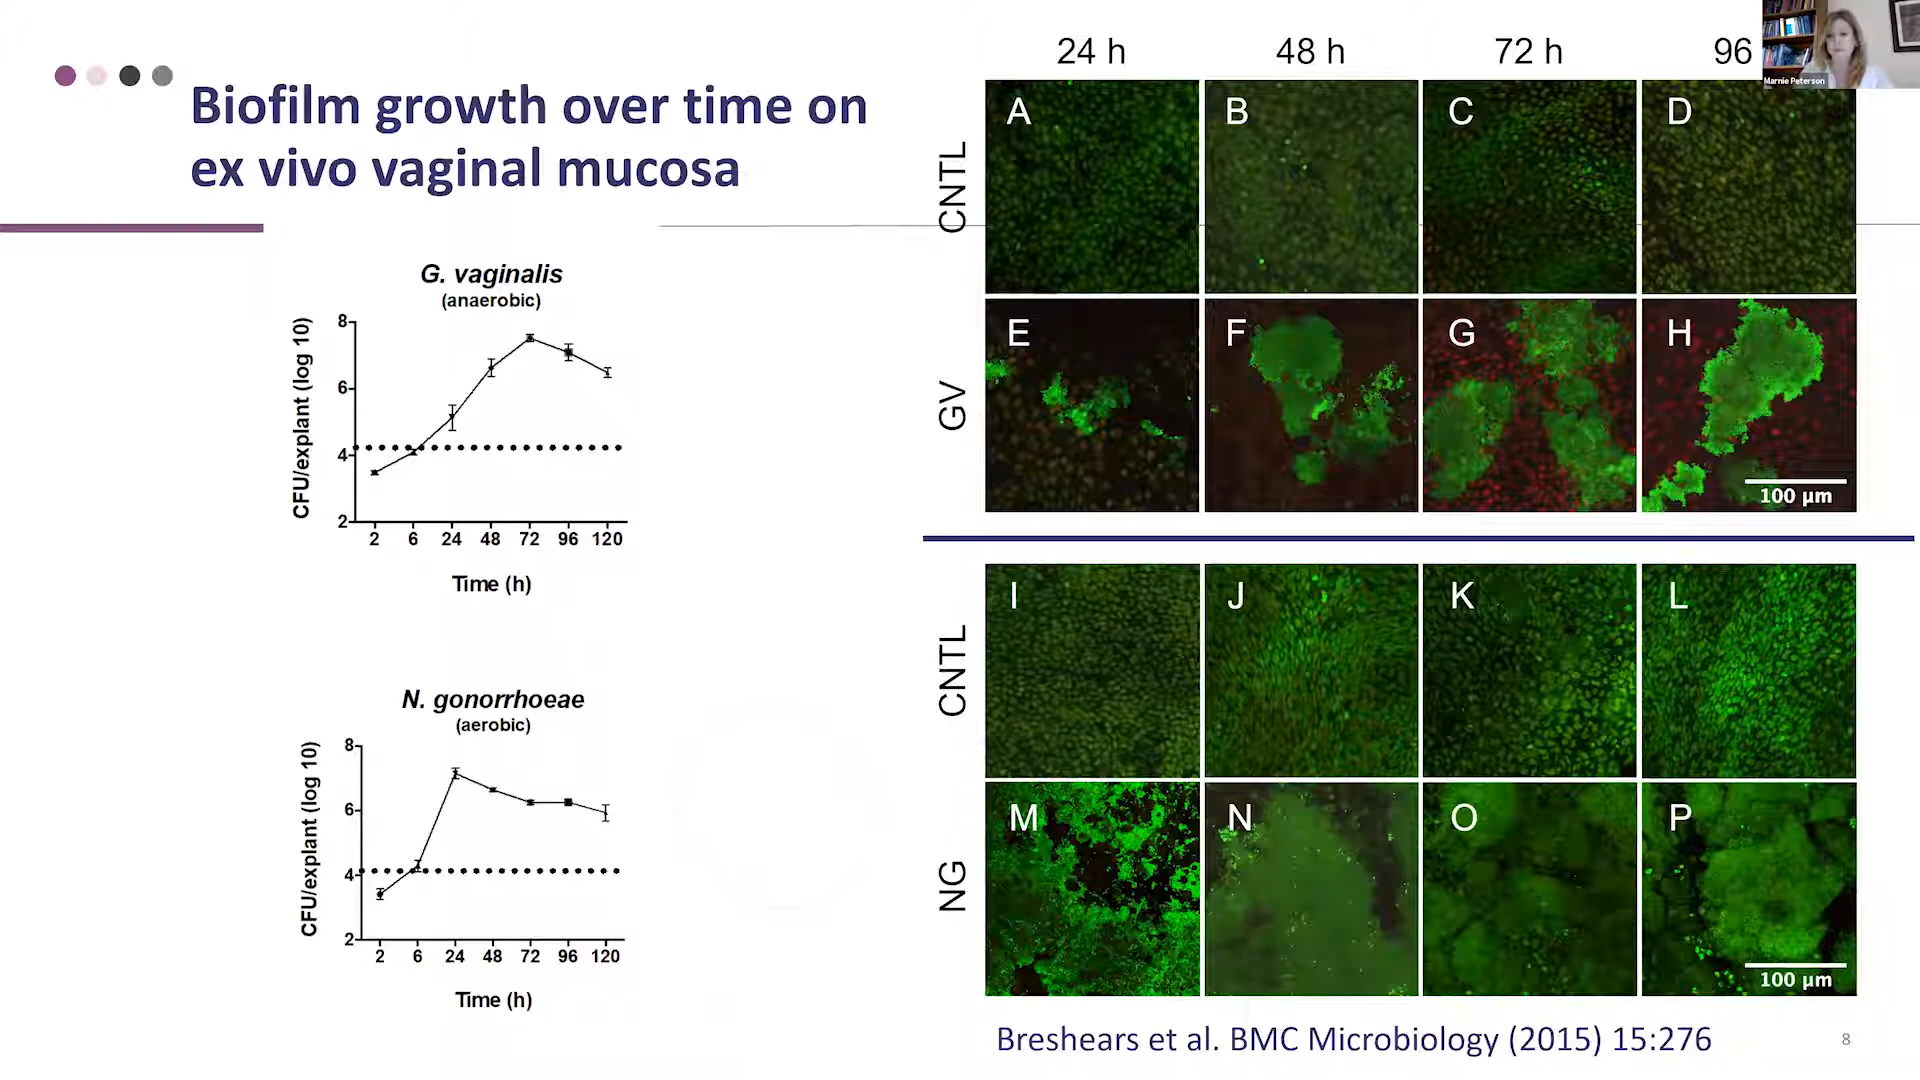 Biofilm growth over time on
ex vivo vaginal mucosa
G. vaginalis
(anaerobic)
CFU/explant (log 10)
8
6
4
2
2 6 24 48 72 96 120
Time (h)
N. gonorrhoeae
(aerobic)
CFU/explant (log 10)
8
6
4
2
2 6 24 48 72 96 120
Time (h)
24 h 48 h 72 h 96
Marnie Peterson
CNTL
A B C D
GV
E F G H
100 µm
CNTL
I J K L
NG
M N O P
100 µm
Breshears et al. BMC Microbiology (2015) 15:276
8